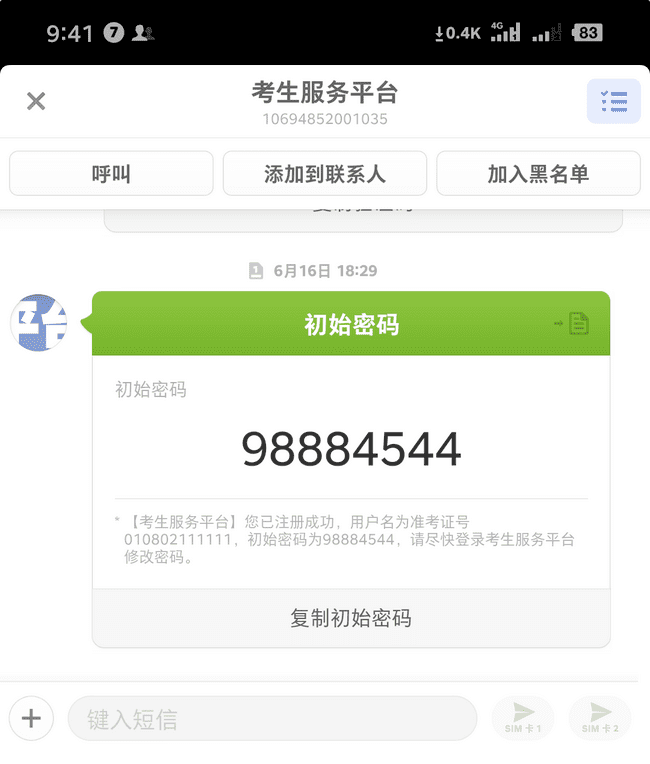 9:41 7
0.4K 4G 83
考生服务平台
10694852001035
呼叫
添加到联系人
加入黑名单
1 6月16日 18:29
平台
初始密码
初始密码
98884544
* 【考生服务平台】您已注册成功，用户名为准考证号
010802111111，初始密码为98884544，请尽快登录考生服务平台
修改密码。
复制初始密码
键入短信
SIM 卡 1
SIM 卡 2